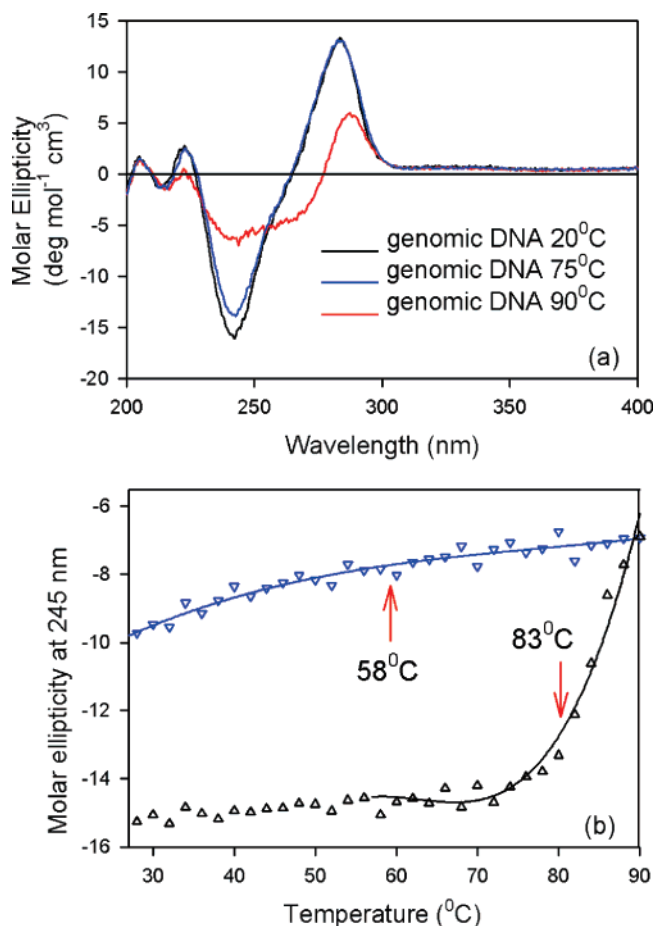 15
10
5
0
-5
-10
-15
-20
Molar Ellipticity
(deg mol⁻¹ cm³)
genomic DNA 20⁰C
genomic DNA 75⁰C
genomic DNA 90⁰C
(a)
200 250 300 350 400
Wavelength (nm)
-6
-8
-10
-12
-14
-16
Molar ellipticity at 245 nm
58⁰C
83⁰C
(b)
30 40 50 60 70 80 90
Temperature (⁰C)